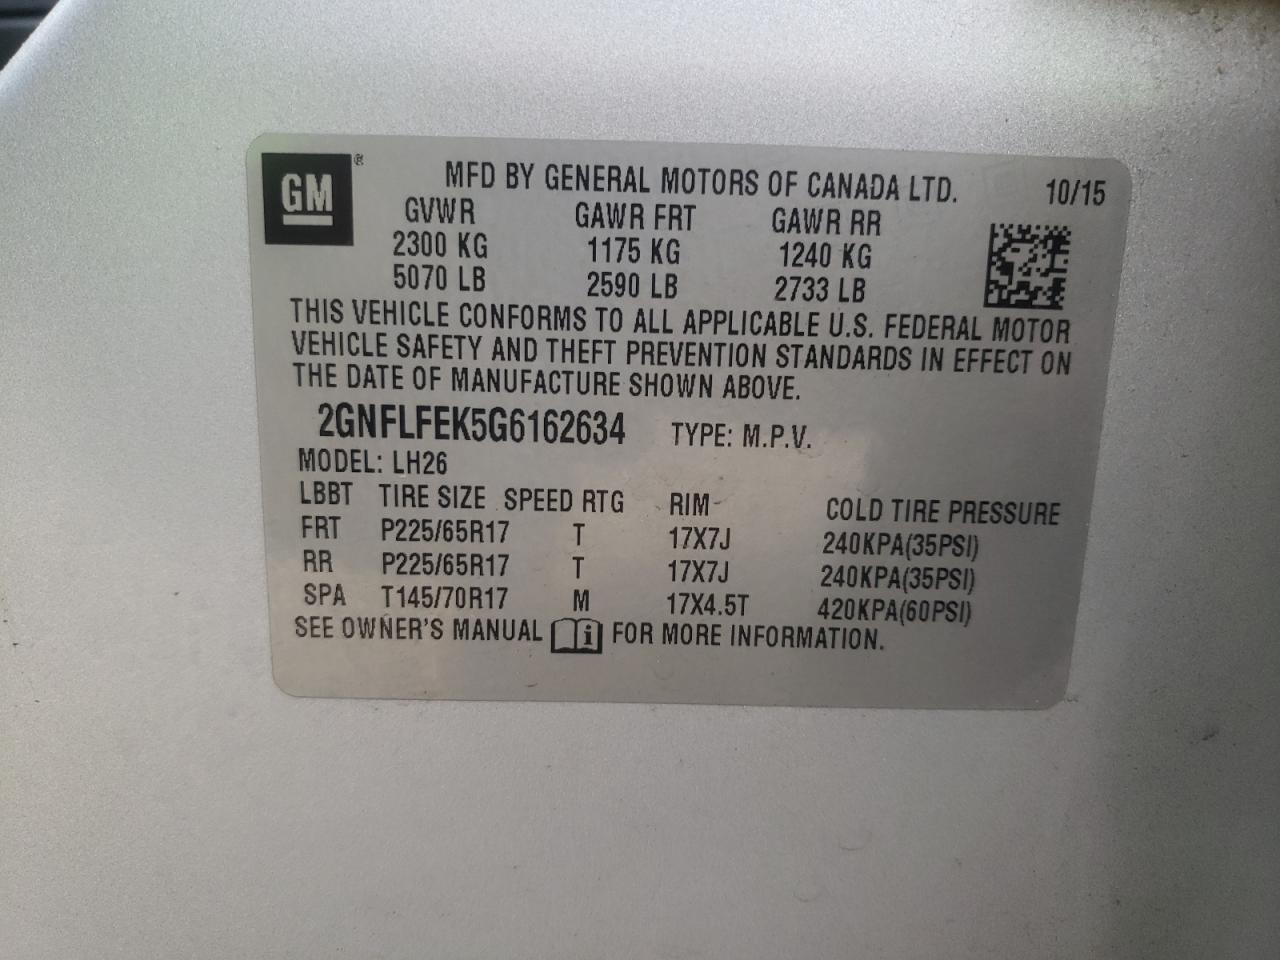 GM ® MFD BY GENERAL MOTORS OF CANADA LTD. 10/15
GVWR GAWR FRT GAWR RR
2300 KG 1175 KG 1240 KG
5070 LB 2590 LB 2733 LB
THIS VEHICLE CONFORMS TO ALL APPLICABLE U.S. FEDERAL MOTOR
VEHICLE SAFETY AND THEFT PREVENTION STANDARDS IN EFFECT ON
THE DATE OF MANUFACTURE SHOWN ABOVE.
2GNFLFEK5G6162634 TYPE: M.P.V.
MODEL: LH26
LBBT TIRE SIZE SPEED RTG RIM COLD TIRE PRESSURE
FRT P225/65R17 T 17X7J 240KPA(35PSI)
RR P225/65R17 T 17X7J 240KPA(35PSI)
SPA T145/70R17 M 17X4.5T 420KPA(60PSI)
SEE OWNER'S MANUAL i FOR MORE INFORMATION.